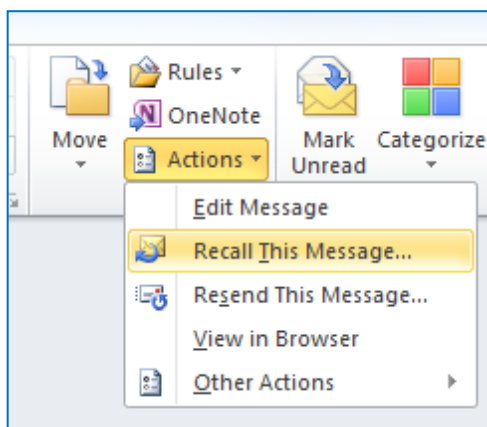 Rules
OneNote
Move
Actions
Mark
Unread
Categorize
Edit Message
Recall This Message...
Resend This Message...
View in Browser
Other Actions